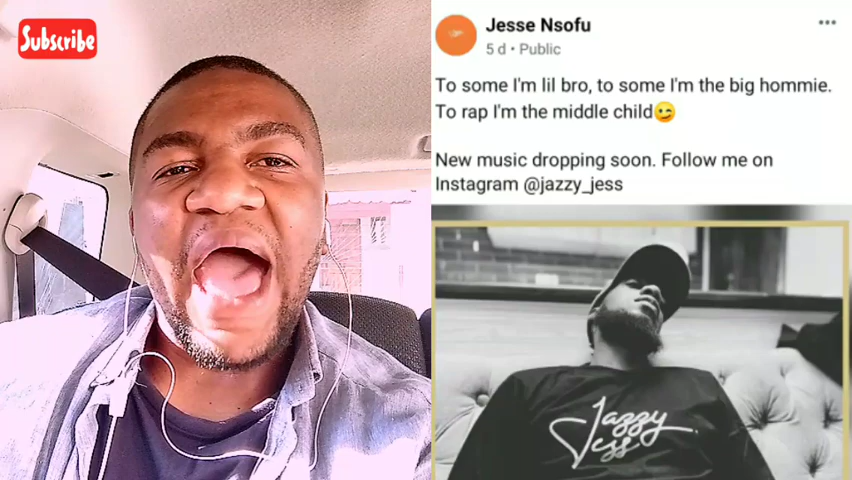 Subscribe
Jesse Nsofu
5 d • Public
To some I'm lil bro, to some I'm the big hommie.
To rap I'm the middle child😉
New music dropping soon. Follow me on
Instagram @jazzy_jess
Jazzy
Jess